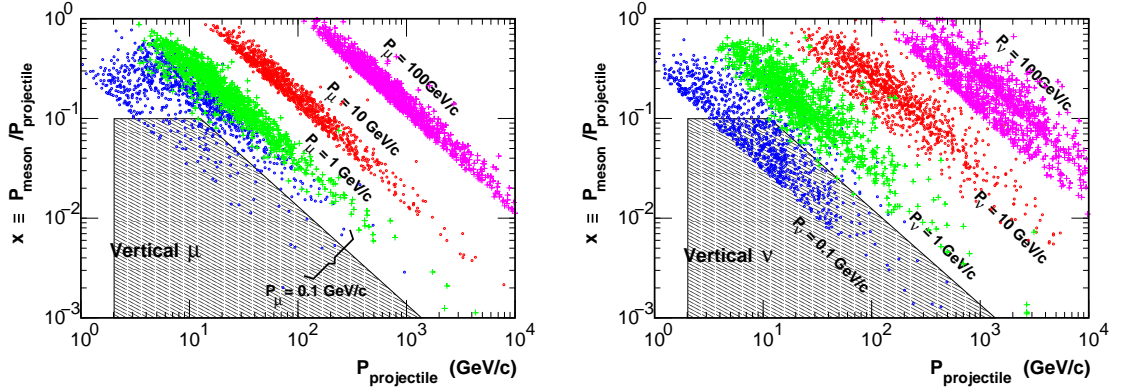 x ≡ P_meson /P_projectile
10^0
10^-1
10^-2
10^-3
P_μ = 100GeV/c
P_μ = 10 GeV/c
P_μ = 1 GeV/c
Vertical μ
P_μ = 0.1 GeV/c
10^0 10^1 10^2 10^3 10^4
P_projectile (GeV/c)
x ≡ P_meson /P_projectile
10^0
10^-1
10^-2
10^-3
P_ν = 100GeV/c
P_ν = 10 GeV/c
P_ν = 1 GeV/c
P_ν = 0.1 GeV/c
Vertical ν
10^0 10^1 10^2 10^3 10^4
P_projectile (GeV/c)